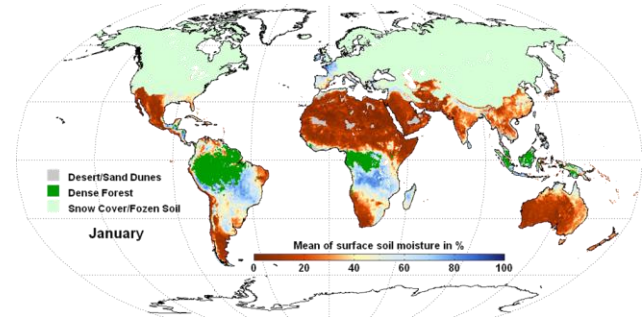 Desert/Sand Dunes
Dense Forest
Snow Cover/Fozen Soil
January
Mean of surface soil moisture in %
0 20 40 60 80 100